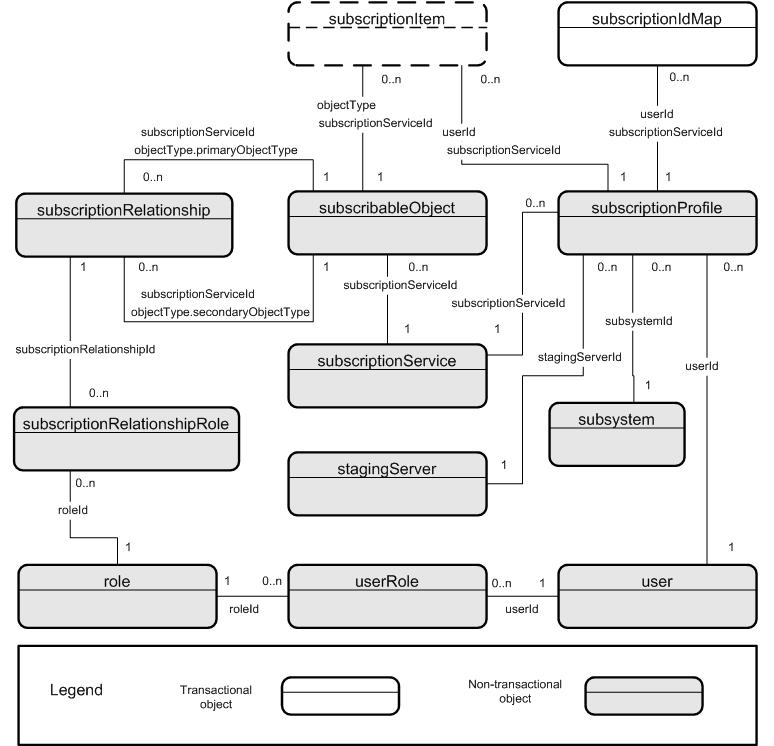 subscriptionItem
subscriptionIdMap
0..n
0..n
0..n
objectType
subscriptionServiceId
userId
subscriptionServiceId
userId
subscriptionServiceId
subscriptionServiceId
objectType.primaryObjectType
0..n
1
1
1
1
subscriptionRelationship
subscribableObject
0..n
subscriptionProfile
1
0..n
1
0..n
0..n
0..n
0..n
subscriptionServiceId
objectType.secondaryObjectType
subscriptionServiceId
subscriptionServiceId
1
1
subsystemId
subscriptionRelationshipId
subscriptionService
stagingServerId
userId
0..n
1
subscriptionRelationshipRole
subsystem
stagingServer
1
0..n
roleId
1
1
role
1
0..n
roleId
userRole
0..n
1
userId
user
Legend
Transactional
object
Non-transactional
object